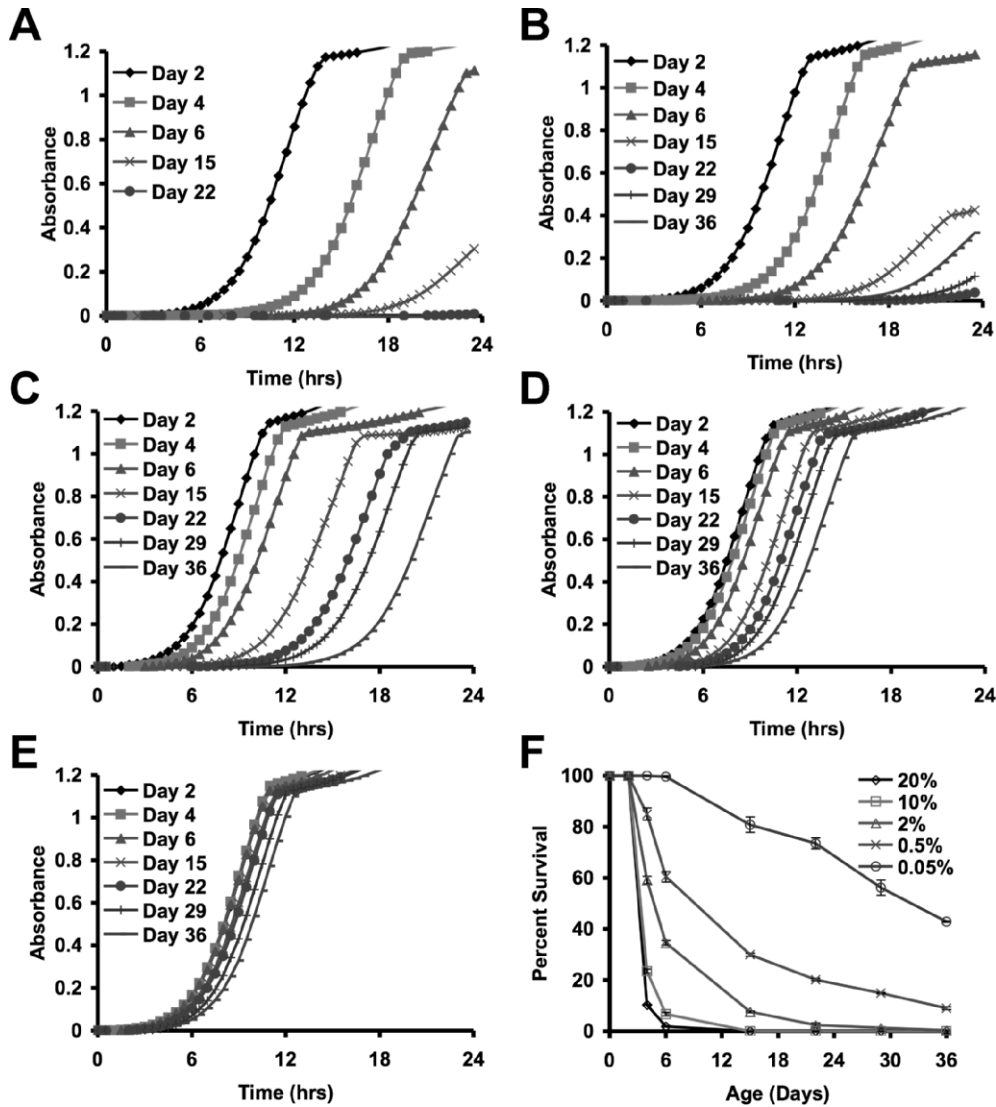 A
Absorbance
1.2
1
0.8
0.6
0.4
0.2
0
Day 2
Day 4
Day 6
Day 15
Day 22
0 6 12 18 24
Time (hrs)
B
Absorbance
1.2
1
0.8
0.6
0.4
0.2
0
Day 2
Day 4
Day 6
Day 15
Day 22
Day 29
Day 36
0 6 12 18 24
Time (hrs)
C
Absorbance
1.2
1
0.8
0.6
0.4
0.2
0
Day 2
Day 4
Day 6
Day 15
Day 22
Day 29
Day 36
0 6 12 18 24
Time (hrs)
D
Absorbance
1.2
1
0.8
0.6
0.4
0.2
0
Day 2
Day 4
Day 6
Day 15
Day 22
Day 29
Day 36
0 6 12 18 24
Time (hrs)
E
Absorbance
1.2
1
0.8
0.6
0.4
0.2
0
Day 2
Day 4
Day 6
Day 15
Day 22
Day 29
Day 36
0 6 12 18 24
Time (hrs)
F
Percent Survival
100
80
60
40
20
0
20%
10%
2%
0.5%
0.05%
0 6 12 18 24 30 36
Age (Days)